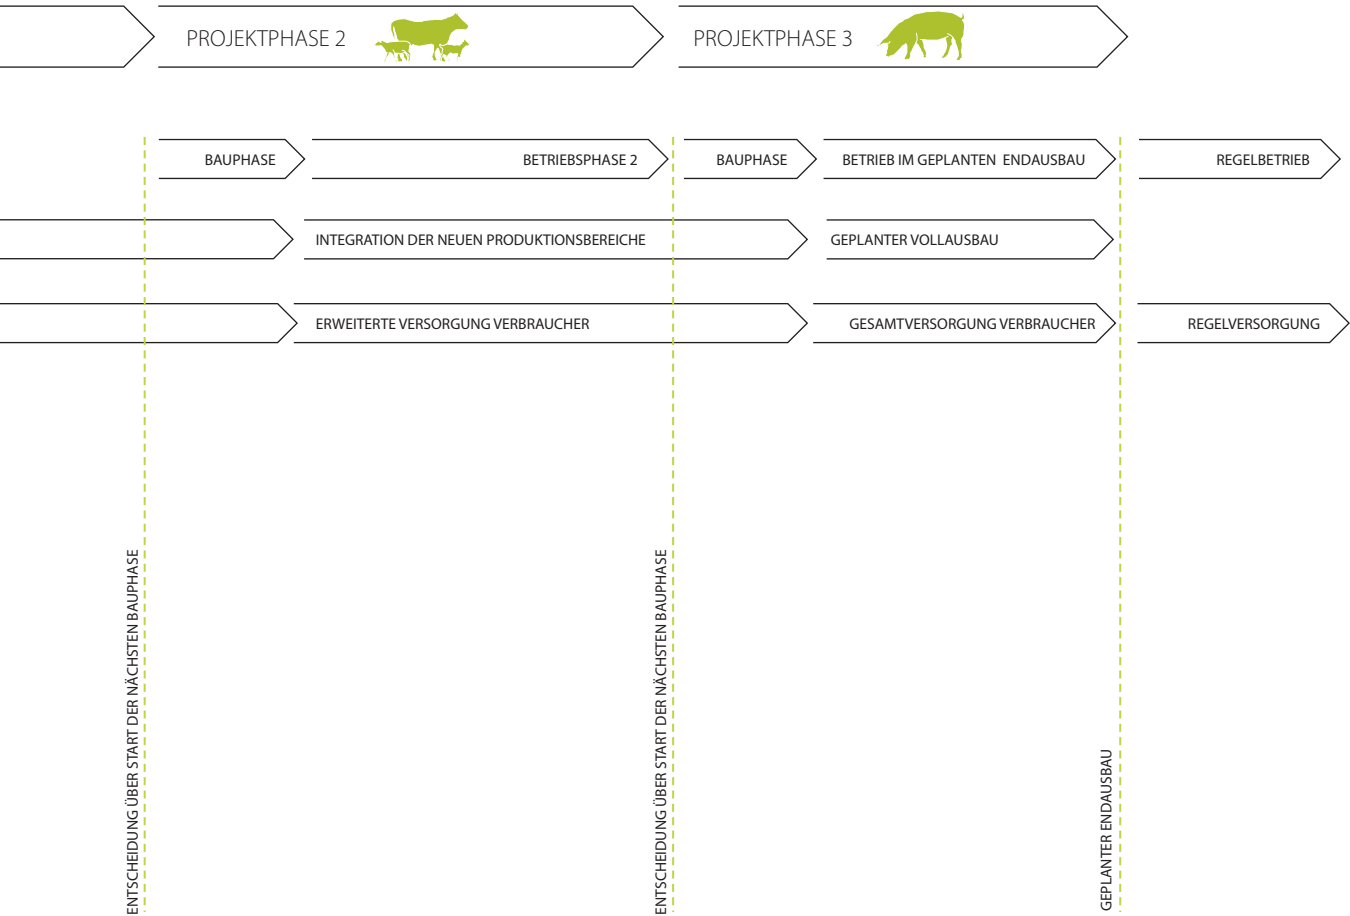 PROJEKTPHASE 2
PROJEKTPHASE 3
BAUPHASE
BETRIEBSPHASE 2
BAUPHASE
BETRIEB IM GEPLANTEN ENDAUSBAU
REGELBETRIEB
INTEGRATION DER NEUEN PRODUKTIONSBEREICHE
GEPLANTER VOLLAUSBAU
ERWEITERTE VERSORGUNG VERBRAUCHER
GESAMTVERSORGUNG VERBRAUCHER
REGELVERSORGUNG
ENTSCHEIDUNG ÜBER START DER NÄCHSTEN BAUPHASE
ENTSCHEIDUNG ÜBER START DER NÄCHSTEN BAUPHASE
GEPLANTER ENDAUSBAU